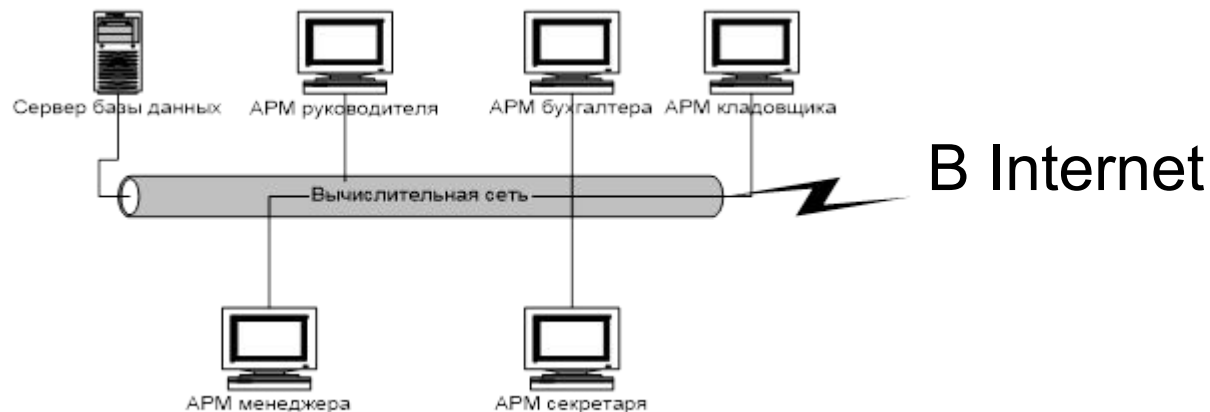 Сервер базы данных
АРМ руководителя
АРМ бухгалтера
АРМ кладовщика
В Internet
Вычислительная сеть
АРМ менеджера
АРМ секретаря